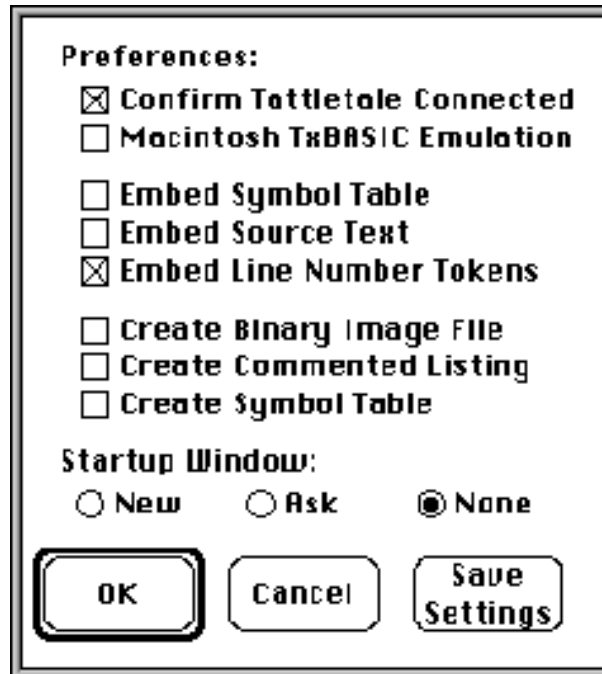 Preferences:
Confirm Tattletale Connected
Macintosh TxBASIC Emulation
Embed Symbol Table
Embed Source Text
Embed Line Number Tokens
Create Binary Image File
Create Commented Listing
Create Symbol Table
Startup Window:
New Ask None
OK Cancel Save Settings